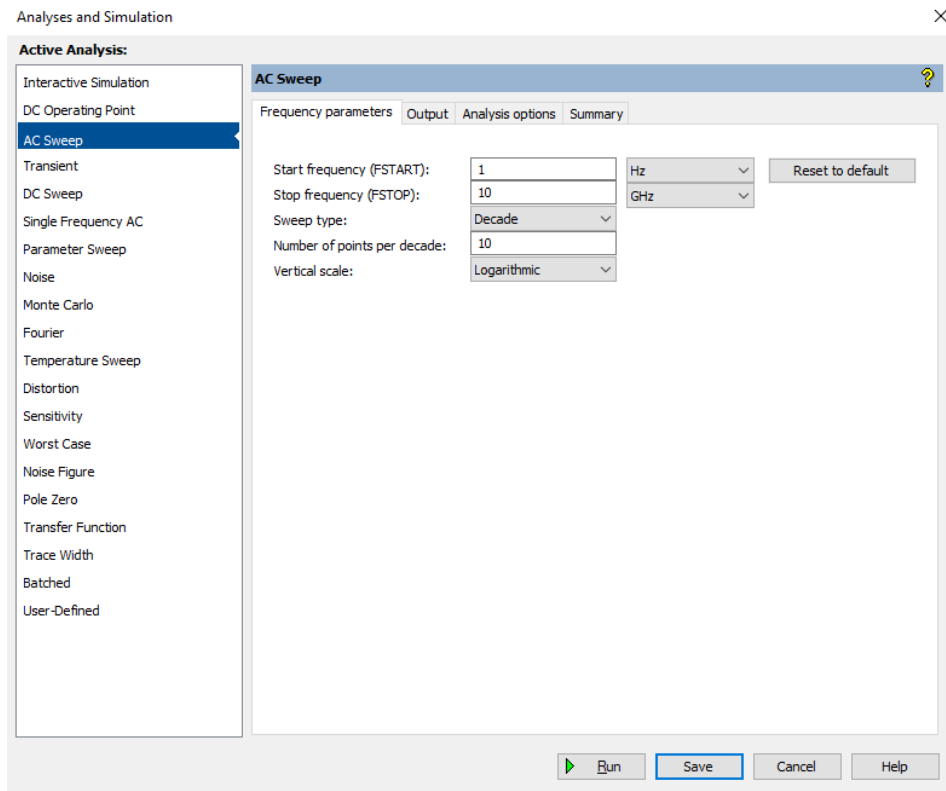 Analyses and Simulation
Active Analysis:
Interactive Simulation
DC Operating Point
AC Sweep
Transient
DC Sweep
Single Frequency AC
Parameter Sweep
Noise
Monte Carlo
Fourier
Temperature Sweep
Distortion
Sensitivity
Worst Case
Noise Figure
Pole Zero
Transfer Function
Trace Width
Batched
User-Defined
AC Sweep
Frequency parameters Output Analysis options Summary
Start frequency (FSTART): 1 Hz Reset to default
Stop frequency (FSTOP): 10 GHz
Sweep type: Decade
Number of points per decade: 10
Vertical scale: Logarithmic
Run Save Cancel Help